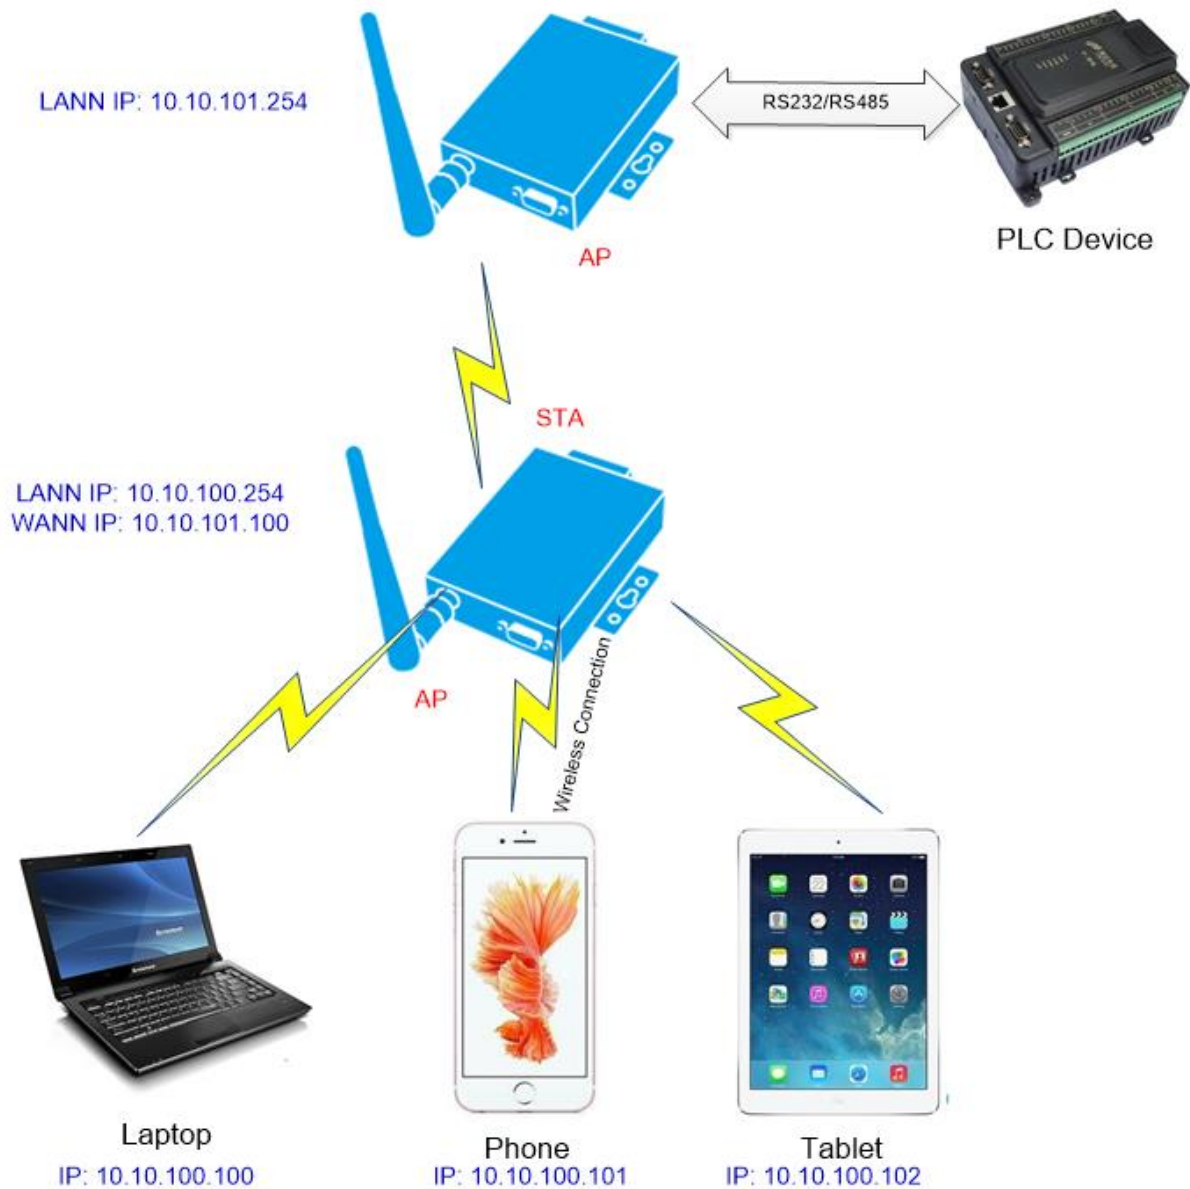 LANN IP: 10.10.101.254
RS232/RS485
PLC Device
AP
STA
LANN IP: 10.10.100.254
WANN IP: 10.10.101.100
AP
Wireless Connection
Laptop
IP: 10.10.100.100
Phone
IP: 10.10.100.101
Tablet
IP: 10.10.100.102